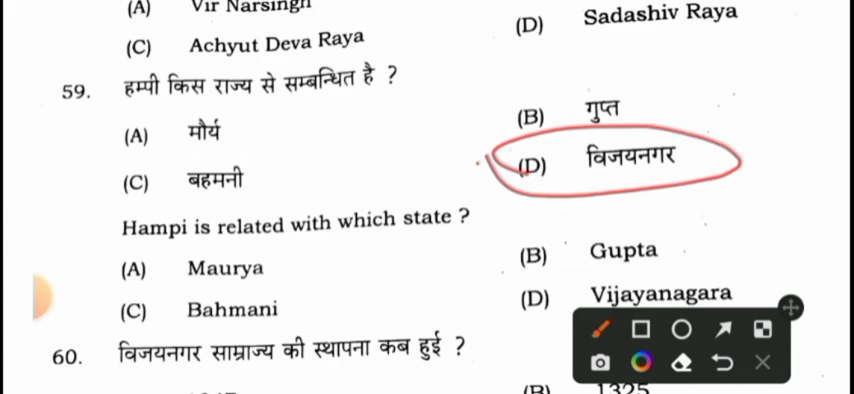 (A) Vir Narsingh
(C) Achyut Deva Raya (D) Sadashiv Raya
59. हम्पी किस राज्य से सम्बन्धित है ?
(A) मौर्य (B) गुप्त
(C) बहमनी (D) विजयनगर
Hampi is related with which state ?
(A) Maurya (B) Gupta
(C) Bahmani (D) Vijayanagara
60. विजयनगर साम्राज्य की स्थापना कब हुई ?
(B) 1325